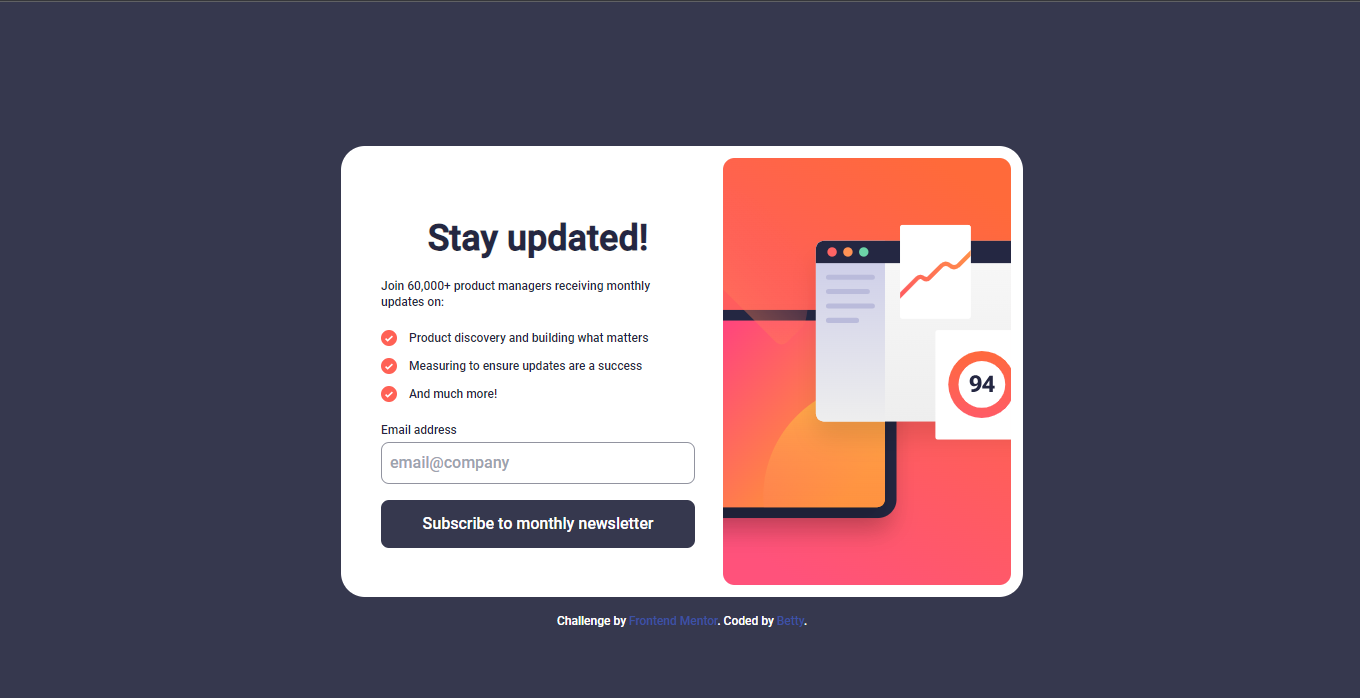 Stay updated!
Join 60,000+ product managers receiving monthly
updates on:
Product discovery and building what matters
Measuring to ensure updates are a success
And much more!
Email address
email@company
Subscribe to monthly newsletter
94
Challenge by Frontend Mentor. Coded by Betty.